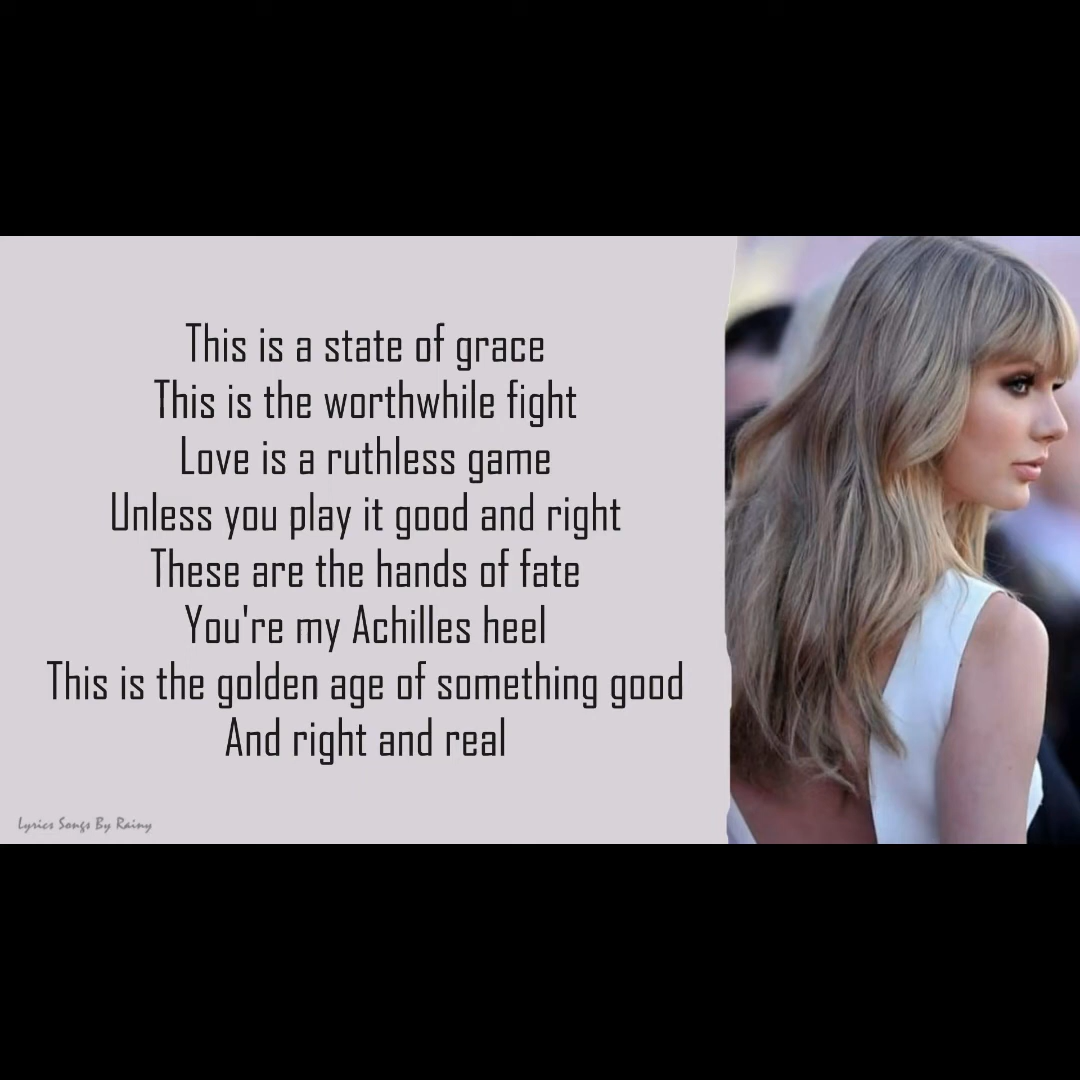 This is a state of grace
This is the worthwhile fight
Love is a ruthless game
Unless you play it good and right
These are the hands of fate
You're my Achilles heel
This is the golden age of something good
And right and real
Lyrics Songs By Rainy